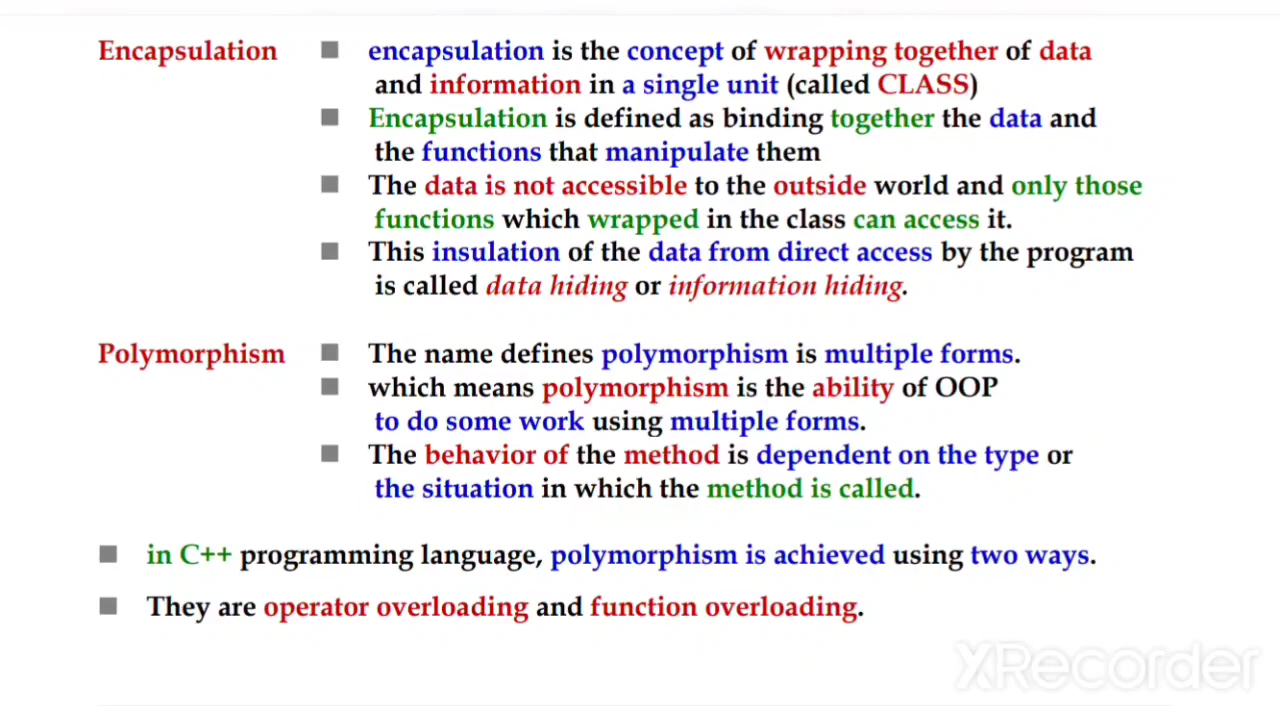 Encapsulation ■ encapsulation is the concept of wrapping together of data
and information in a single unit (called CLASS)
■ Encapsulation is defined as binding together the data and
the functions that manipulate them
■ The data is not accessible to the outside world and only those
functions which wrapped in the class can access it.
■ This insulation of the data from direct access by the program
is called data hiding or information hiding.
Polymorphism ■ The name defines polymorphism is multiple forms.
■ which means polymorphism is the ability of OOP
to do some work using multiple forms.
■ The behavior of the method is dependent on the type or
the situation in which the method is called.
■ in C++ programming language, polymorphism is achieved using two ways.
■ They are operator overloading and function overloading.
XRecorder